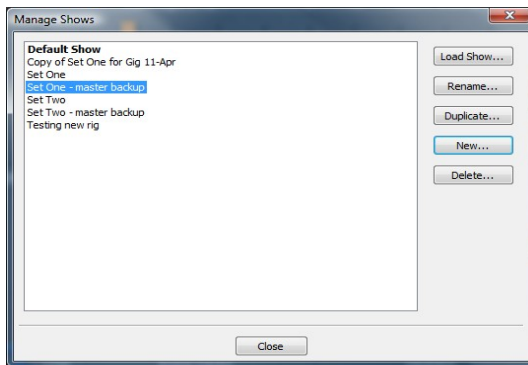 Manage Shows
Default Show
Copy of Set One for Gig 11-Apr
Set One
Set One - master backup
Set Two
Set Two - master backup
Testing new rig
Load Show...
Rename...
Duplicate...
New...
Delete...
Close